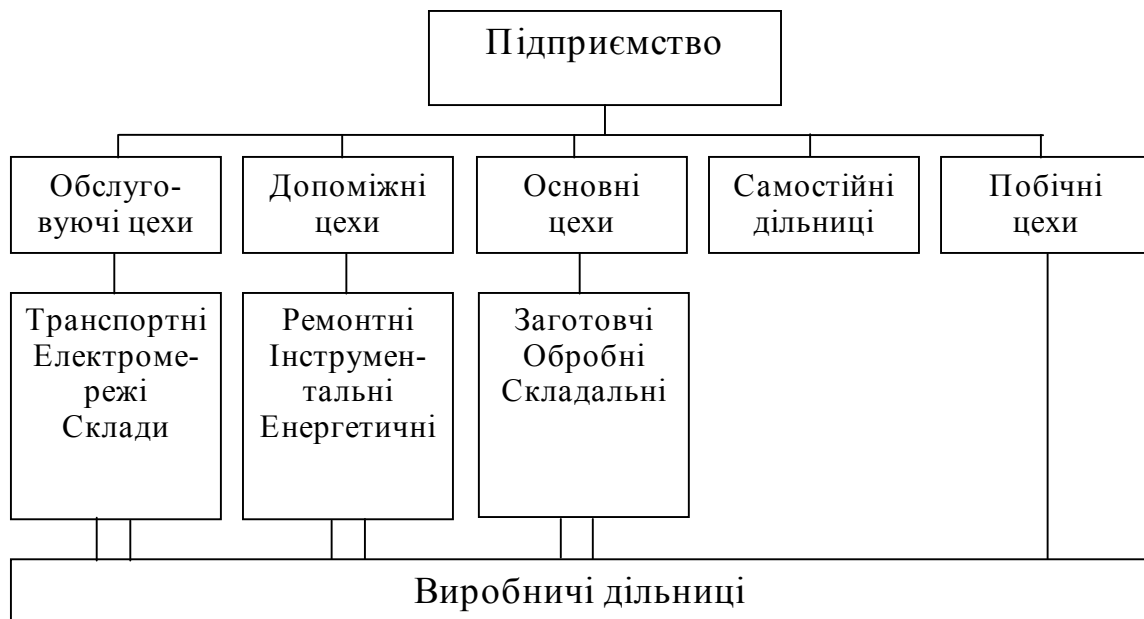 Підприємство
Обслуго-
вуючі цехи
Допоміжні
цехи
Основні
цехи
Самостійні
дільниці
Побічні
цехи
Транспортні
Електроме-
режі
Склади
Ремонтні
Інструмен-
тальні
Енергетичні
Заготовчі
Обробні
Складальні
Виробничі дільниці